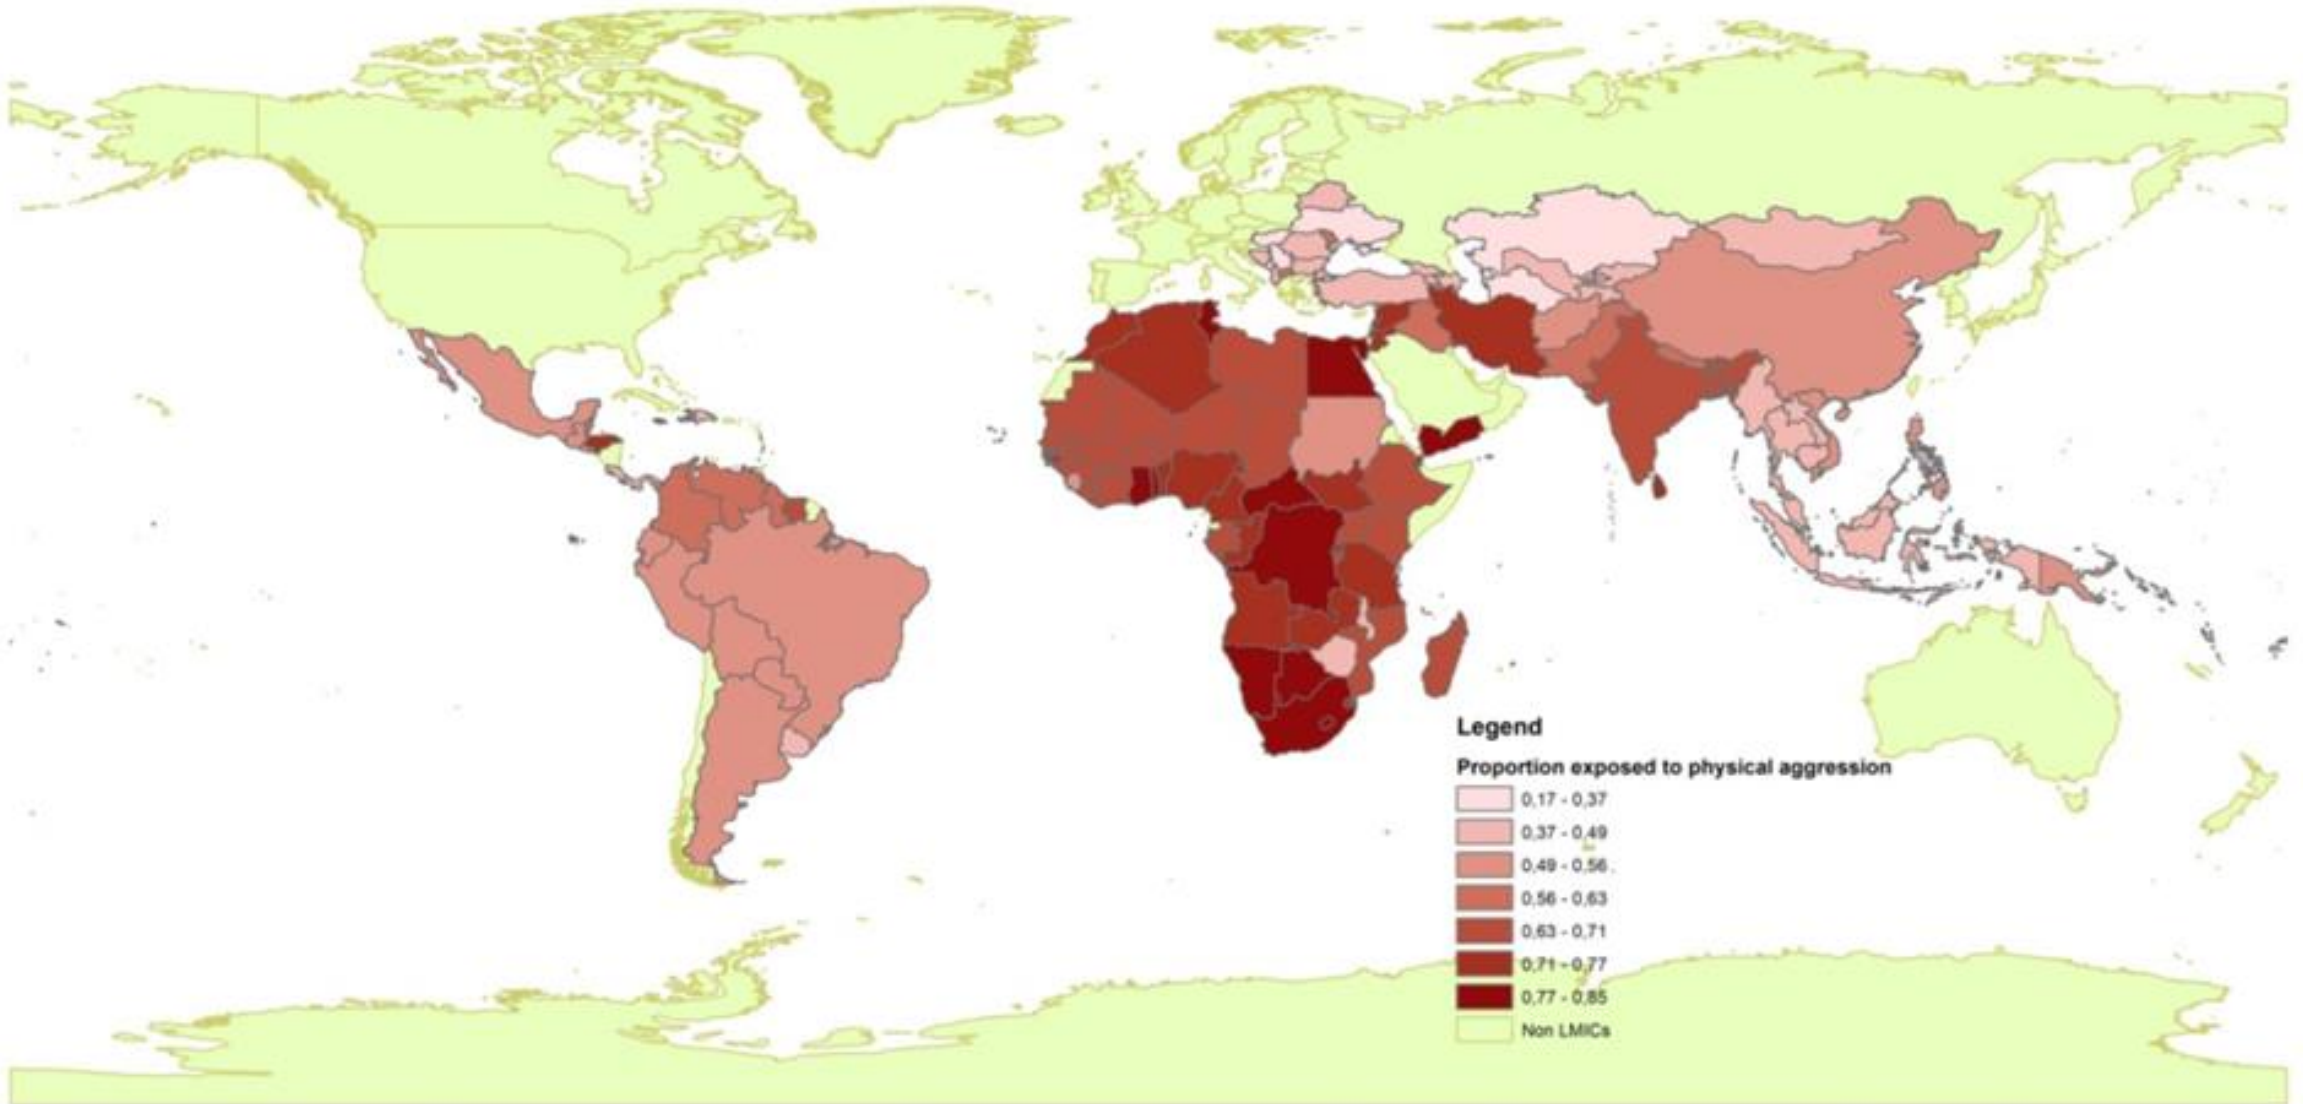 Legend
Proportion exposed to physical aggression
0,17 - 0,37
0,37 - 0,49
0,49 - 0,56
0,56 - 0,63
0,63 - 0,71
0,71 - 0,77
0,77 - 0,85
Non LMICs